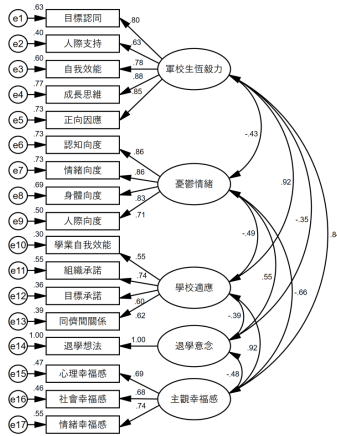 .63
e1 目標認同 .80
.40
e2 人際支持 .63
.60
e3 自我效能 .78
軍校生恆毅力
.77
e4 成長思維 .88
.73
e5 正向因應 .85
.73
e6 認知向度 .86
-.43
.73
e7 情緒向度 .86
憂鬱情緒
.92
.69
e8 身體向度 .83
-.35
.50
e9 人際向度 .71
.84
.30
e10 學業自我效能 .55
-.49
.55
.55
e11 組織承諾 .74
學校適應
-.66
.36
e12 目標承諾 .60
.39
e13 同儕間關係 .62
-.39
1.00
e14 退學想法 1.00
退學意念
.92
.47
e15 心理幸福感 .69
-.48
.46
e16 社會幸福感 .68
主觀幸福感
.55
e17 情緒幸福感 .74